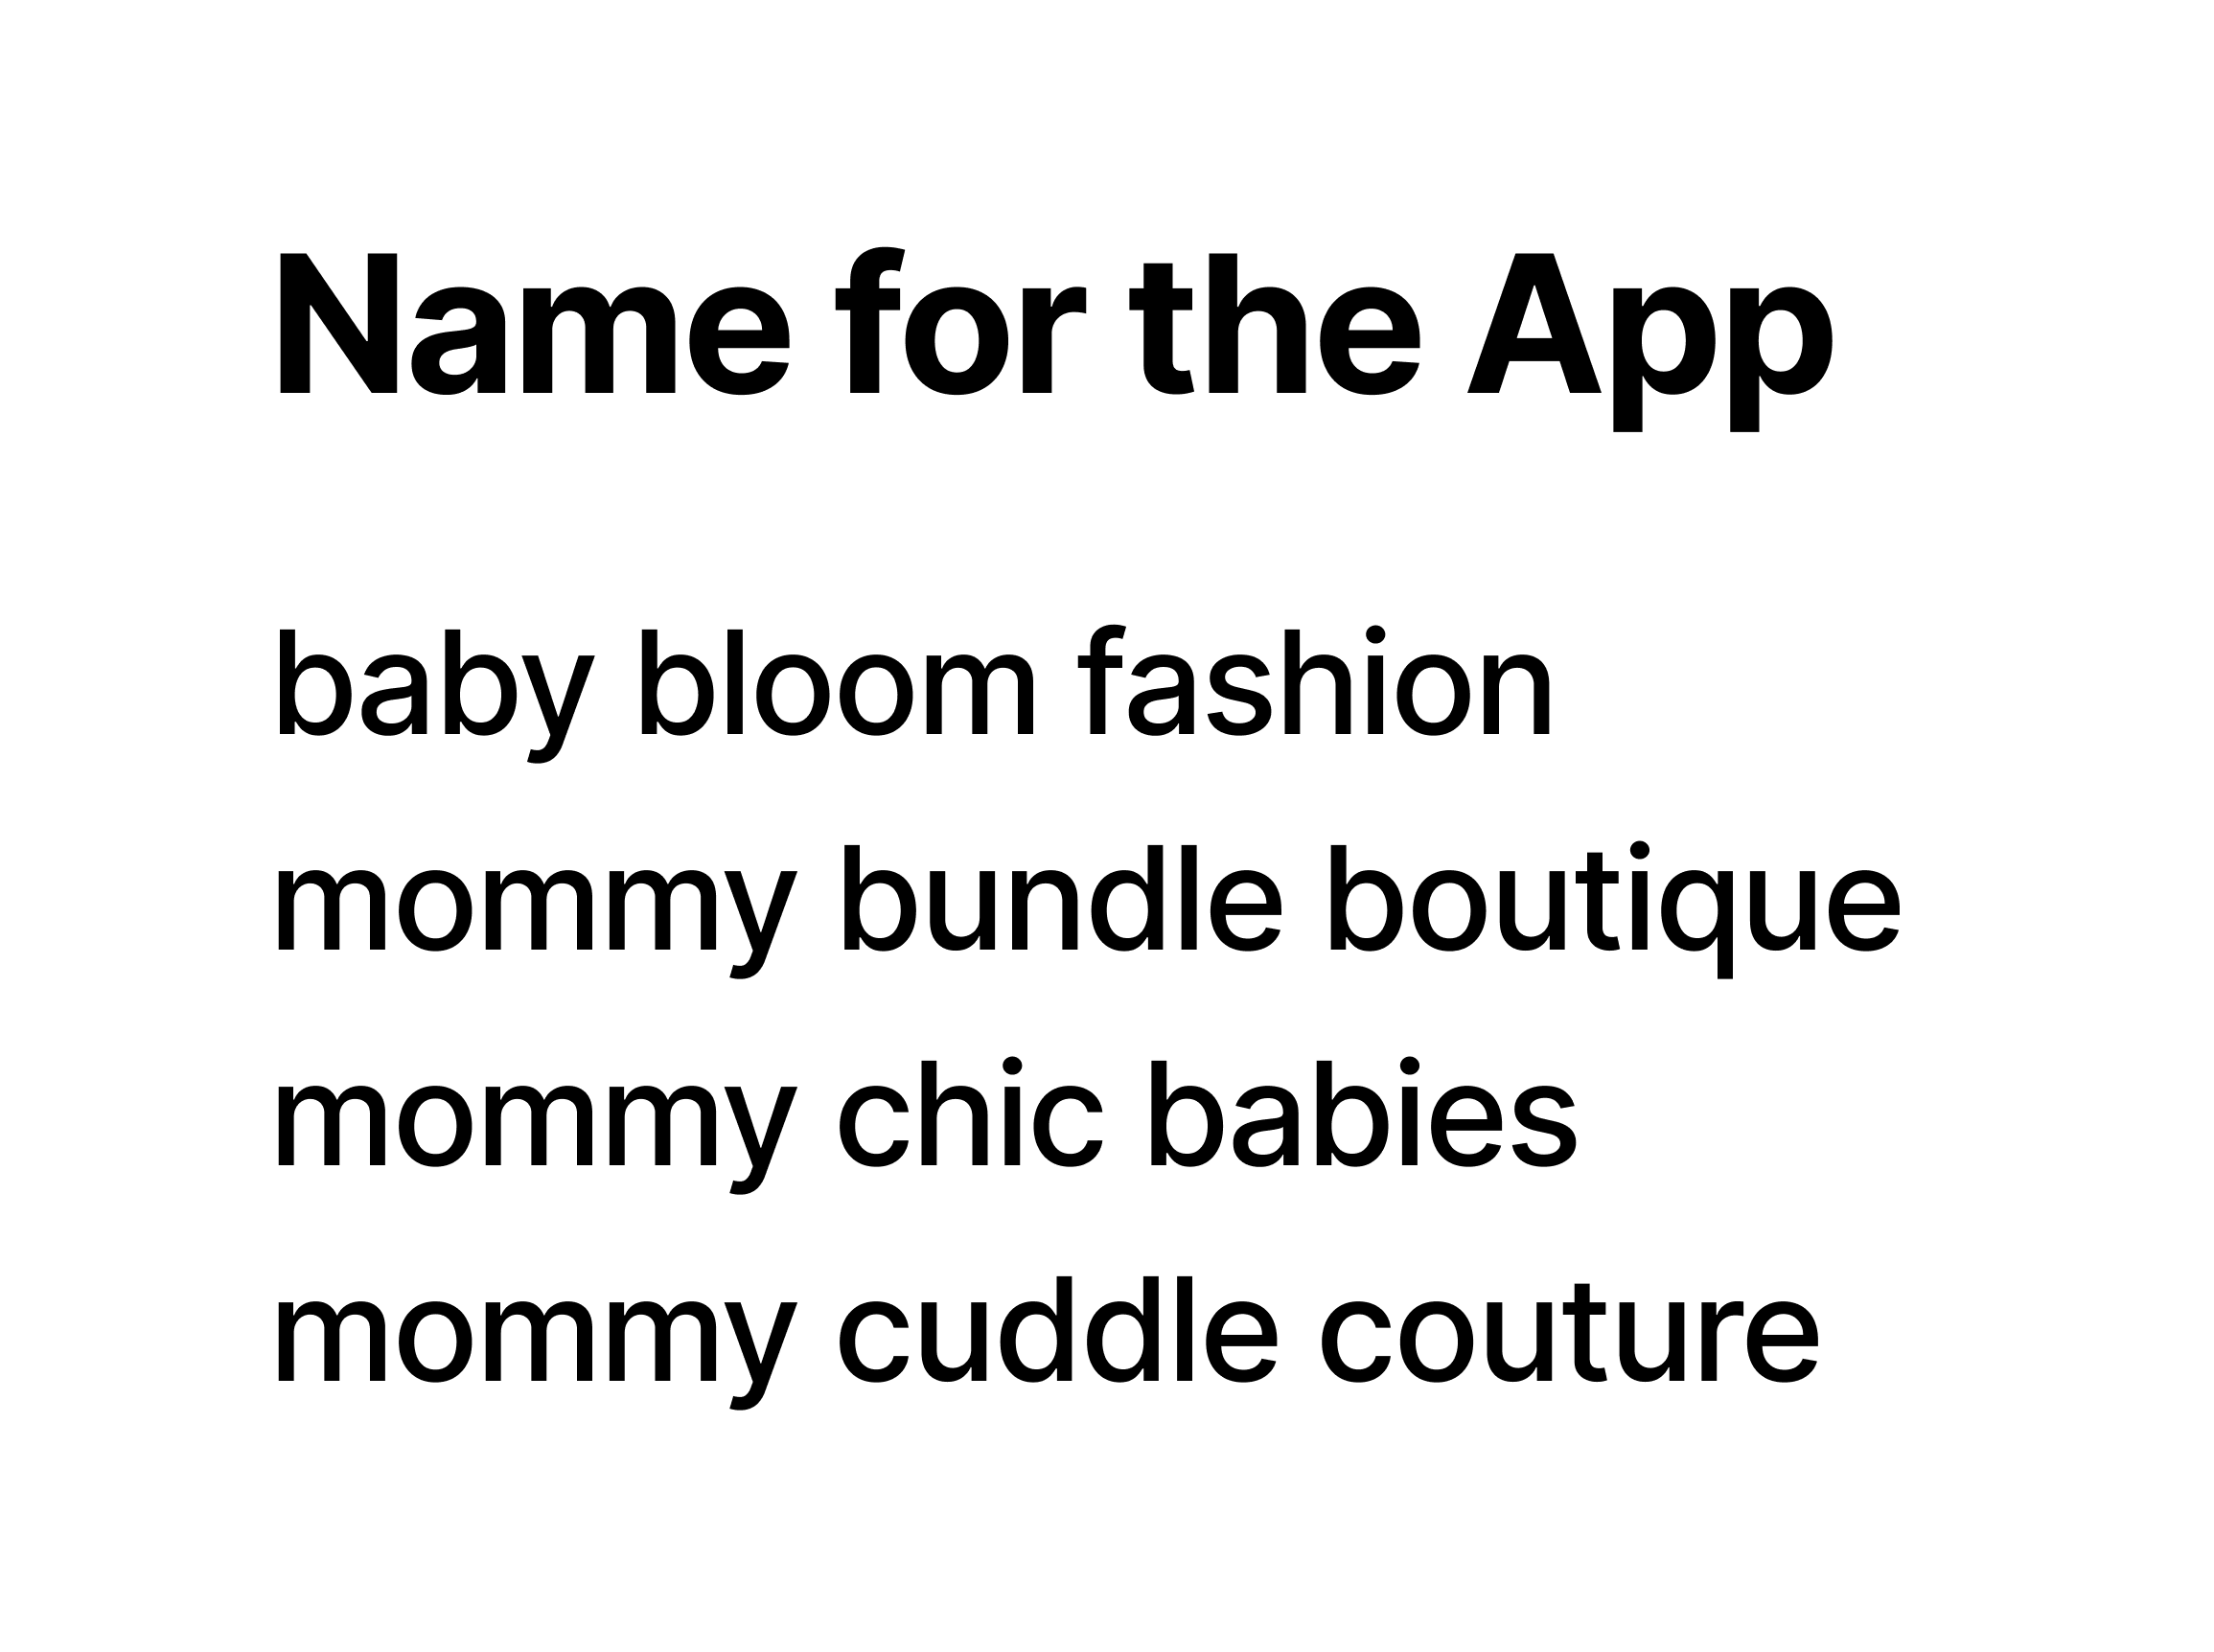 Name for the App
baby bloom fashion
mommy bundle boutique
mommy chic babies
mommy cuddle couture